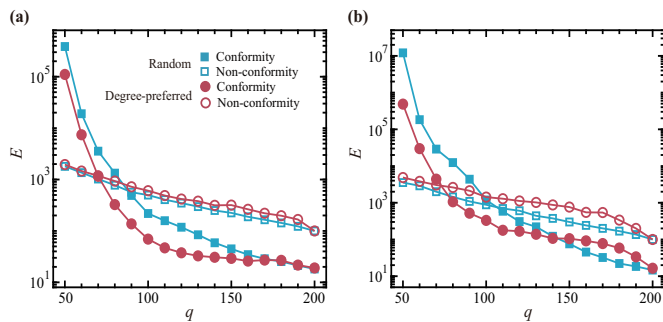 (a)
(b)
Random
Conformity
Non-conformity
Degree-preferred
Conformity
Non-conformity
E
10^5
10^3
10^1
50
100
150
200
q
E
10^7
10^5
10^3
10^1
50
100
150
200
q